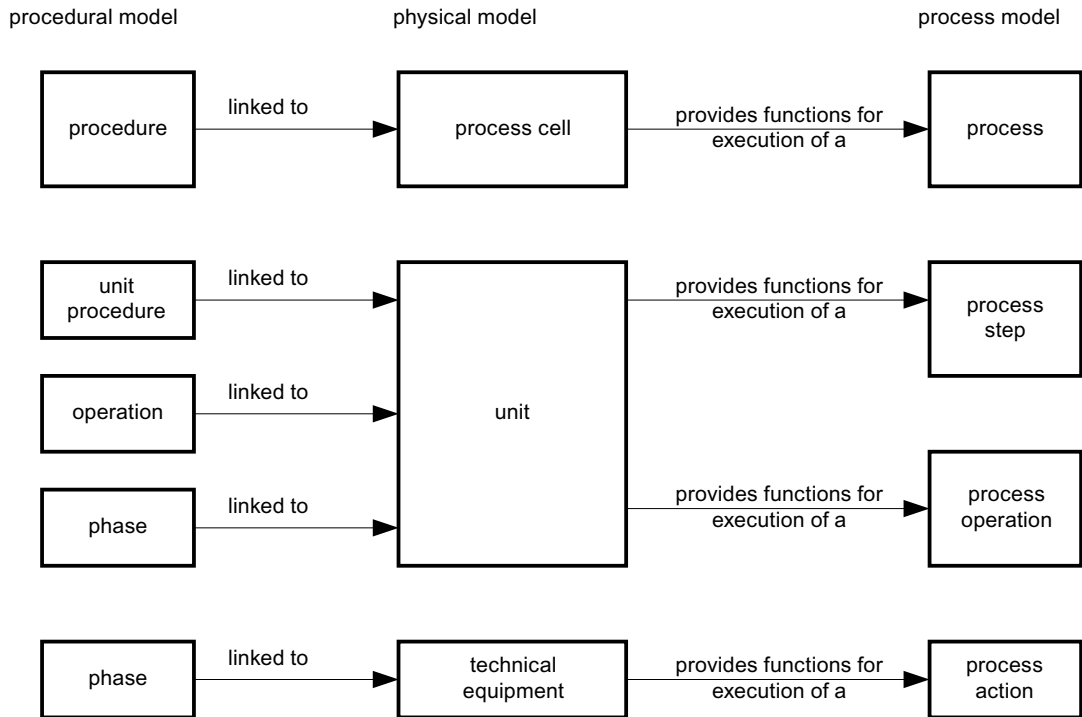 procedural model
physical model
process model
procedure
linked to
process cell
provides functions for
execution of a
process
unit
procedure
linked to
unit
provides functions for
execution of a
process
step
operation
linked to
phase
linked to
provides functions for
execution of a
process
operation
phase
linked to
technical
equipment
provides functions for
execution of a
process
action